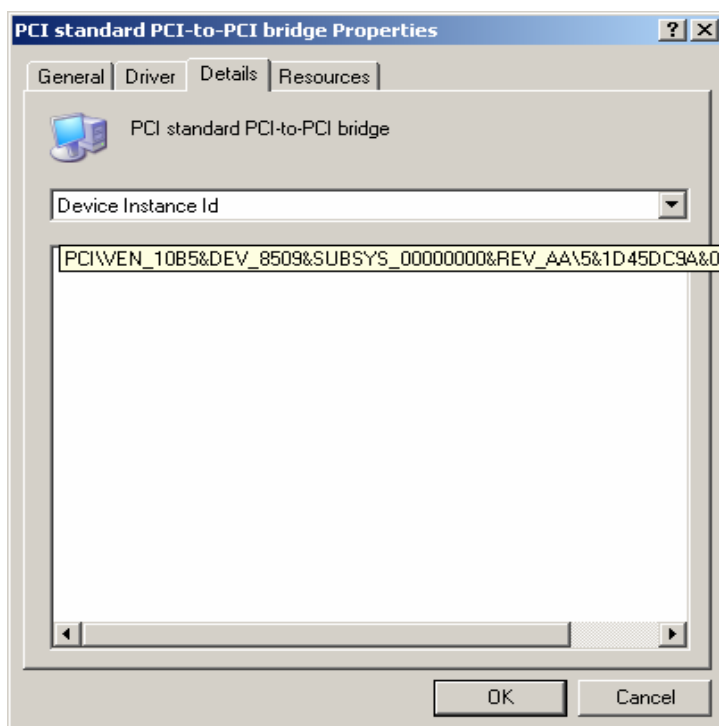 PCI standard PCI-to-PCI bridge Properties
General Driver Details Resources
PCI standard PCI-to-PCI bridge
Device Instance Id
PCI\VEN_10B5&DEV_8509&SUBSYS_00000000&REV_AA\5&1D45DC9A&0
OK Cancel